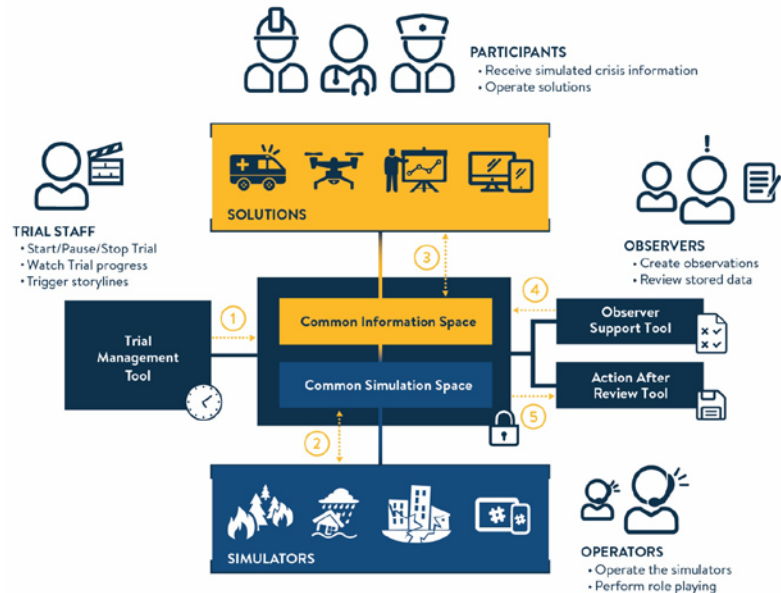 PARTICIPANTS
• Receive simulated crisis information
• Operate solutions
SOLUTIONS
TRIAL STAFF
• Start/Pause/Stop Trial
• Watch Trial progress
• Trigger storylines
OBSERVERS
• Create observations
• Review stored data
3
1
4
Trial
Management
Tool
Common Information Space
Common Simulation Space
Observer
Support Tool
Action After
Review Tool
5
2
SIMULATORS
OPERATORS
• Operate the simulators
• Perform role playing